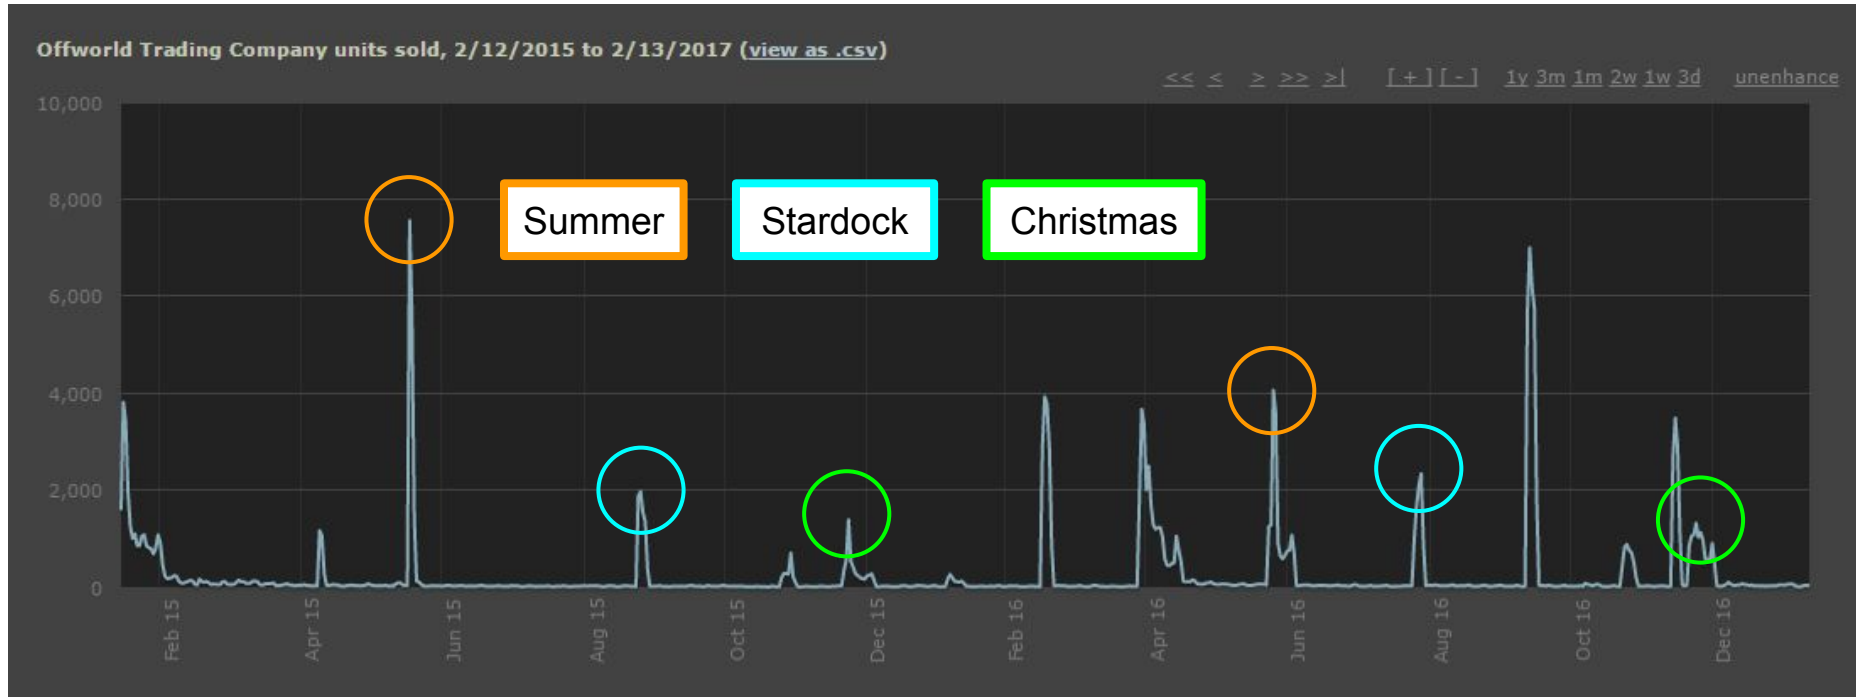 Offworld Trading Company units sold, 2/12/2015 to 2/13/2017 (view as .csv)
<< < > >> >| [ + ] [ - ] 1y 3m 1m 2w 1w 3d unenhance
10,000
8,000
6,000
4,000
2,000
0
Summer
Stardock
Christmas
Feb 15
Apr 15
Jun 15
Aug 15
Oct 15
Dec 15
Feb 16
Apr 16
Jun 16
Aug 16
Oct 16
Dec 16